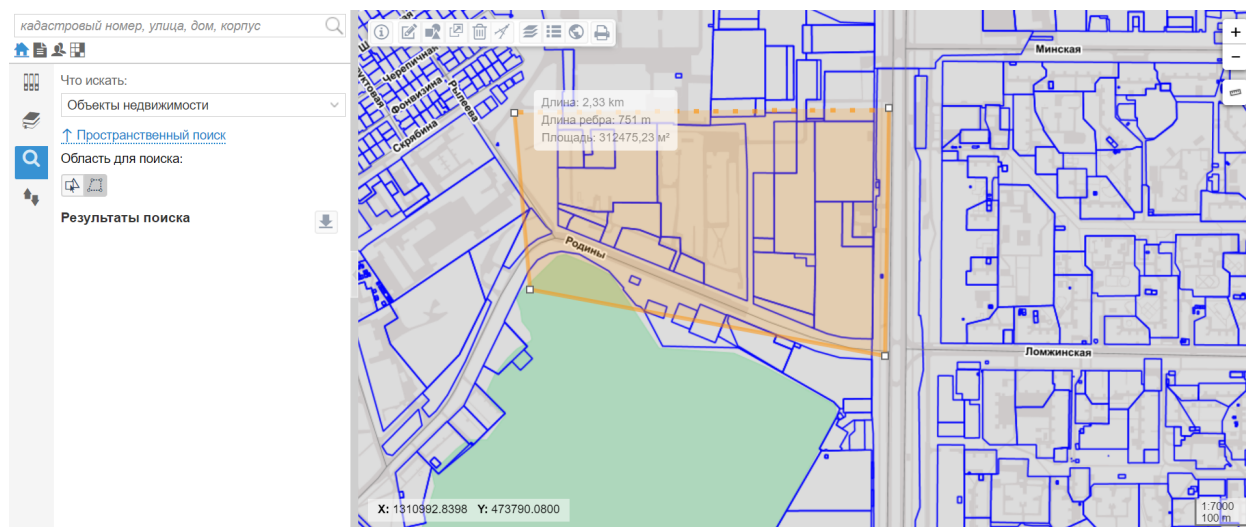 кадастровый номер, улица, дом, корпус
Что искать:
Объекты недвижимости
Пространственный поиск
Область для поиска:
Результаты поиска
Черепичная
Фонвизина
Рылеева
Скрябина
Длина: 2,33 km
Длина ребра: 751 m
Площадь: 312475,23 м²
Родины
Минская
Ломжинская
+
−
X: 1310992.8398 Y: 473790.0800
1:7000
100 m